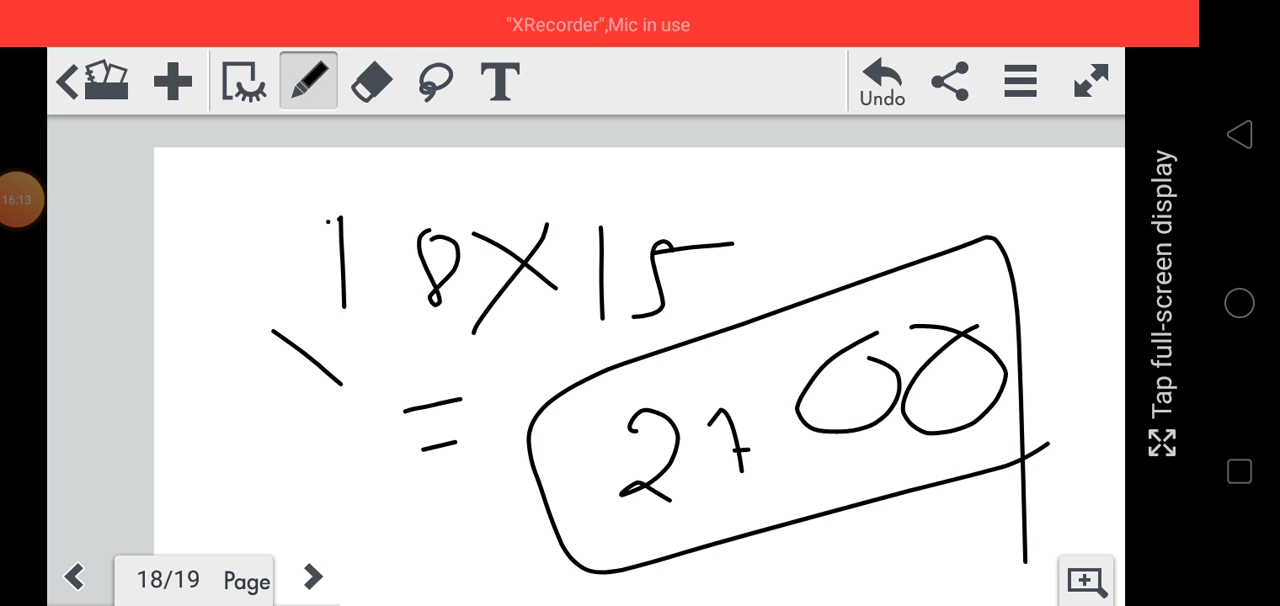 "XRecorder",Mic in use
T
Undo
16:13
18X15
= 2700
18/19 Page
Tap full-screen display